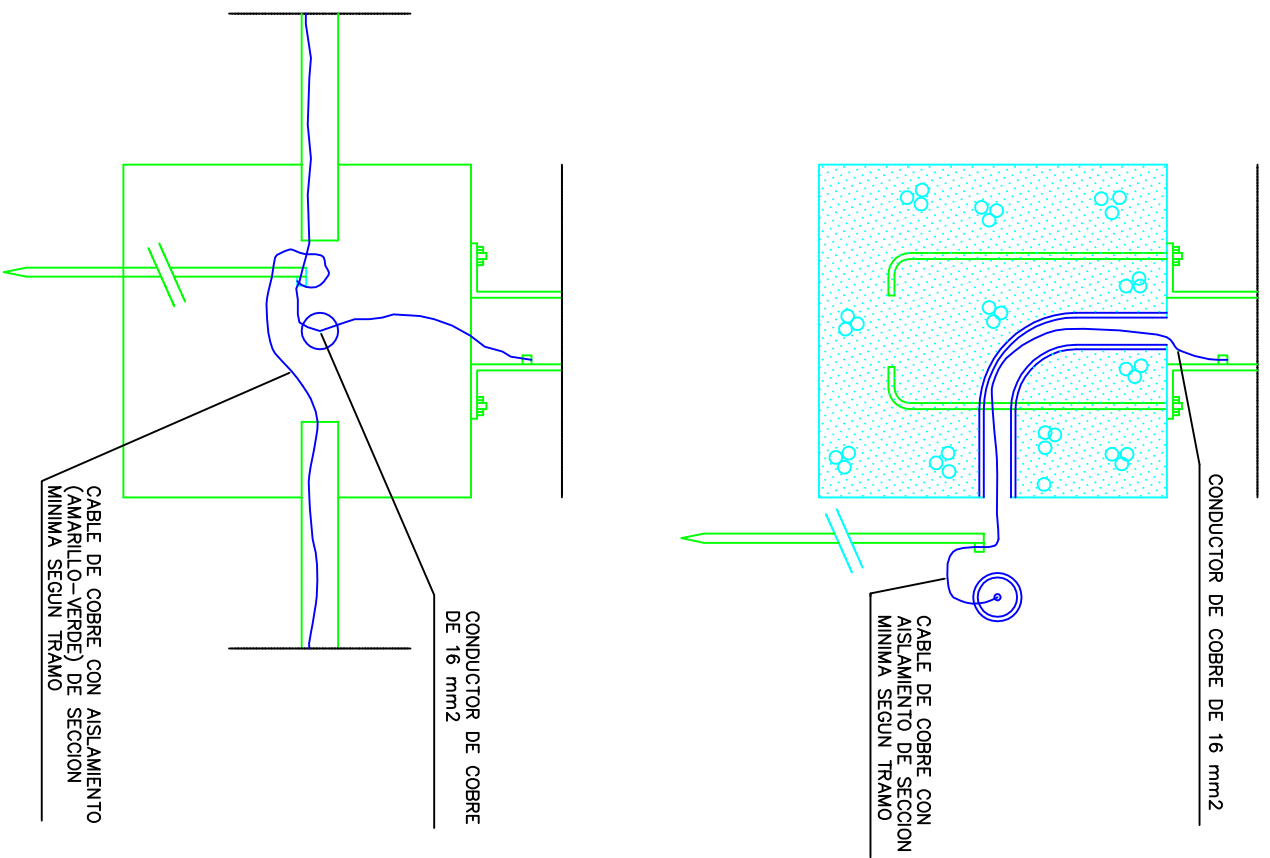 CONDUCTOR DE COBRE DE 16 mm2
CABLE DE COBRE CON
AISLAMIENTO DE SECCION
MINIMA SEGUN TRAMO
CONDUCTOR DE COBRE
DE 16 mm2
CABLE DE COBRE CON AISLAMIENTO
(AMARILLO-VERDE) DE SECCION
MINIMA SEGUN TRAMO